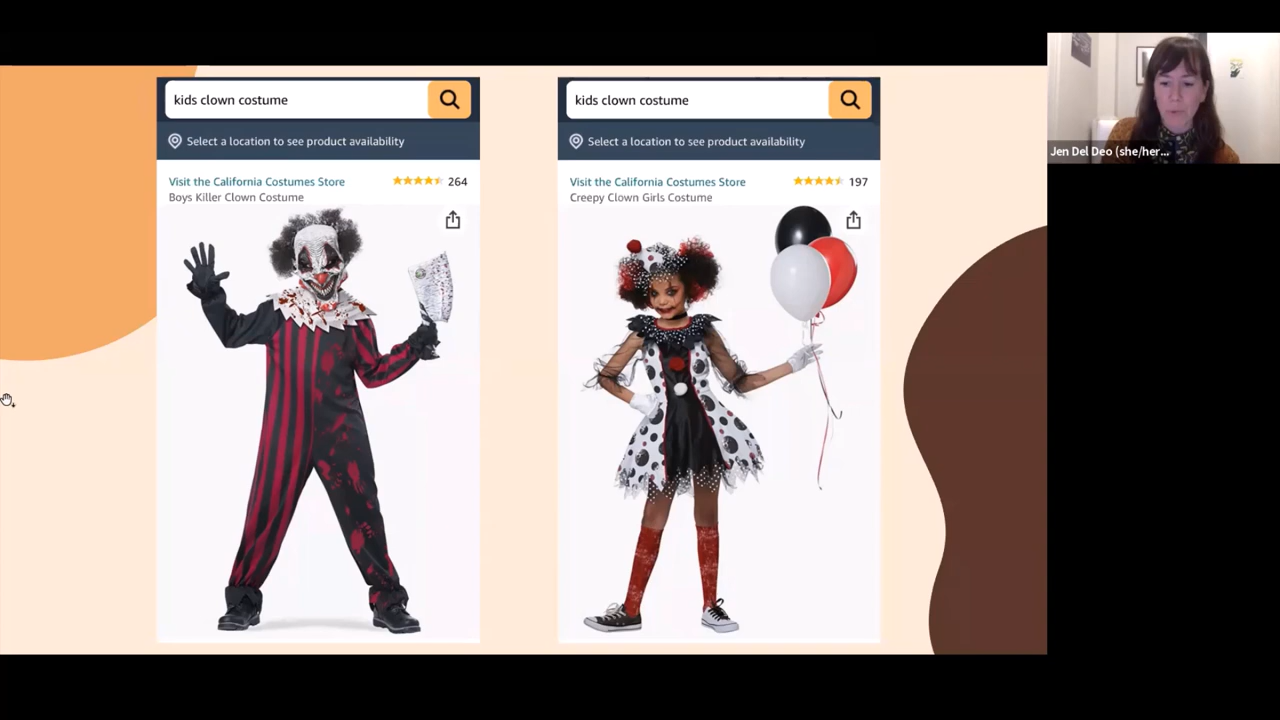 kids clown costume
Select a location to see product availability
Visit the California Costumes Store 264
Boys Killer Clown Costume
kids clown costume
Select a location to see product availability
Visit the California Costumes Store 197
Creepy Clown Girls Costume
Jen Del Deo (she/her...